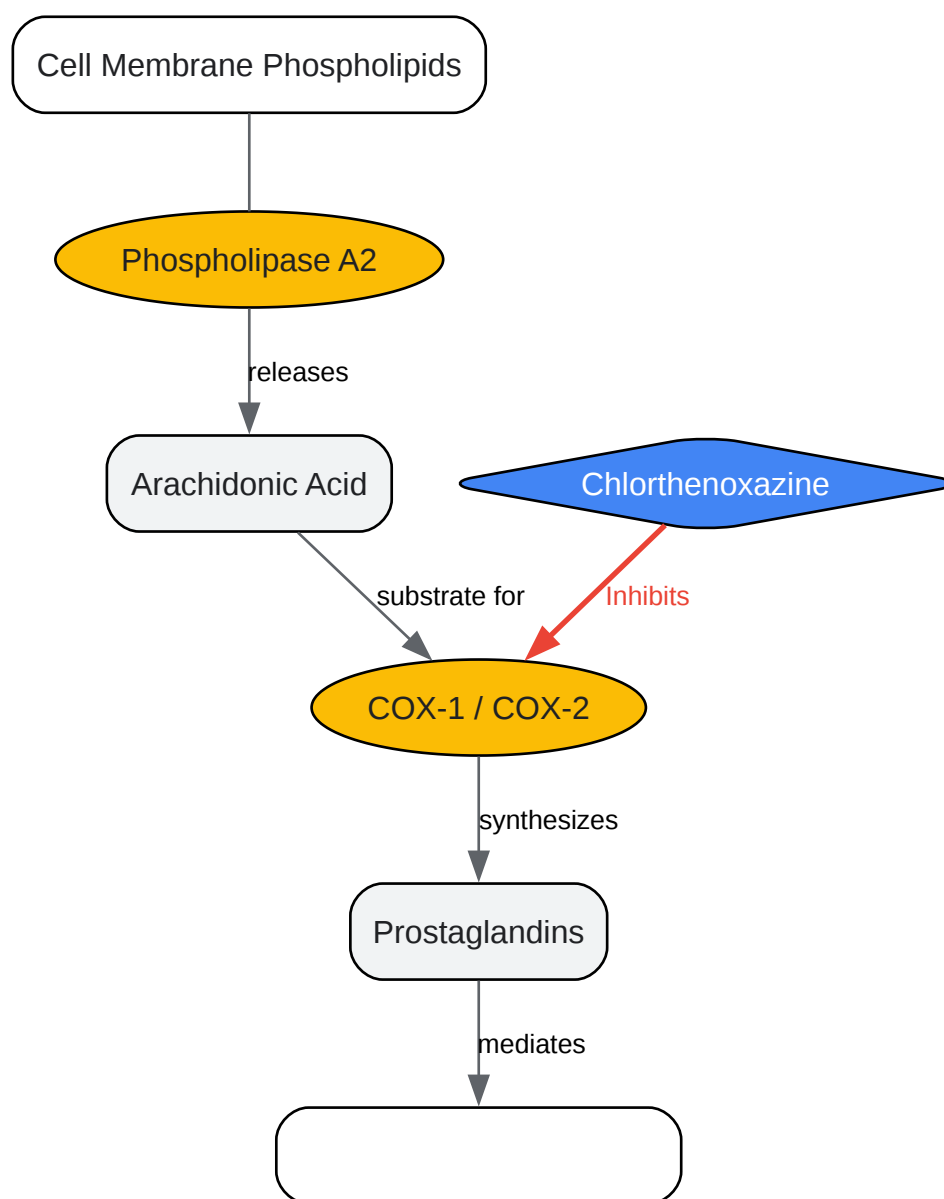 Cell Membrane Phospholipids
Phospholipase A2
releases
Arachidonic Acid
Chlorthenoxazine
substrate for
Inhibits
COX-1 / COX-2
synthesizes
Prostaglandins
mediates